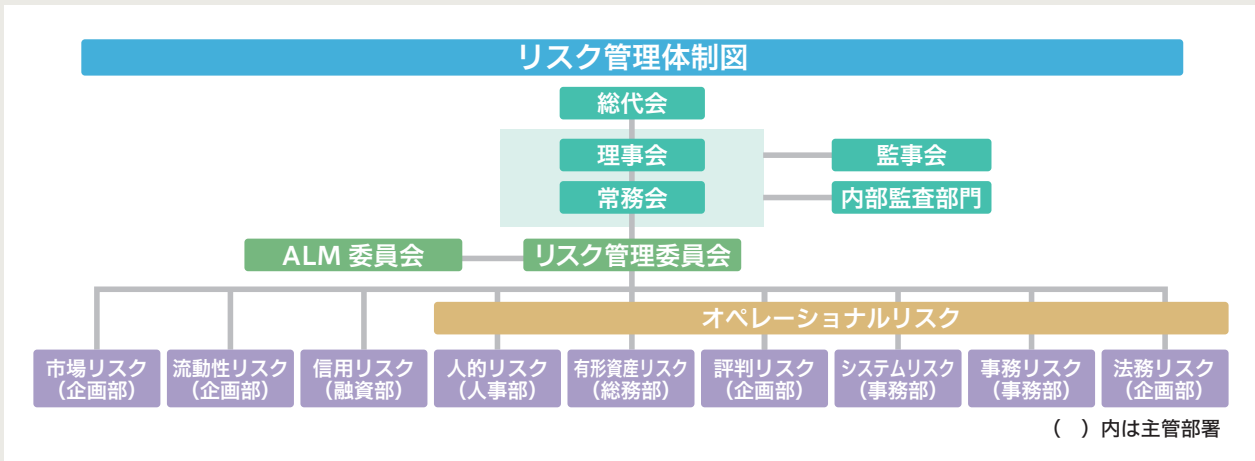 リスク管理体制図
総代会
理事会
監事会
常務会
内部監査部門
ALM 委員会
リスク管理委員会
オペレーショナルリスク
市場リスク
(企画部)
流動性リスク
(企画部)
信用リスク
(融資部)
人的リスク
(人事部)
有形資産リスク
(総務部)
評判リスク
(企画部)
システムリスク
(事務部)
事務リスク
(事務部)
法務リスク
(企画部)
(　)内は主管部署